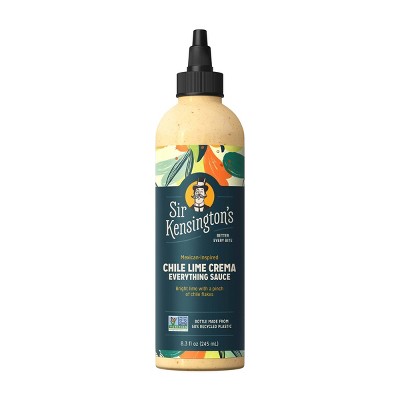 Sir
Kensington's
BETTER
EVERY BITE
Mexican-Inspired
CHILE LIME CREMA
EVERYTHING SAUCE
Bright lime with a pinch
of chile flakes
BOTTLE MADE FROM
50% RECYCLED PLASTIC
8.3 fl oz (245 mL)